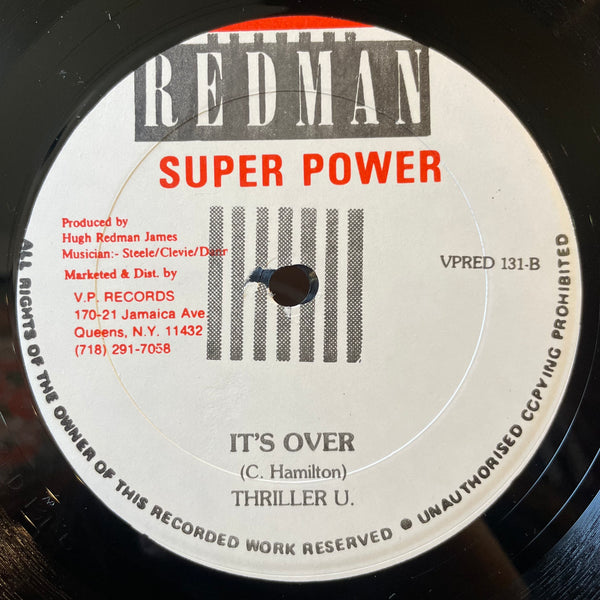 REDMAN
SUPER POWER
Produced by
Hugh Redman James
Musician:- Steele/Clevie/Danr
Marketed & Dist. by
V.P. RECORDS
170-21 Jamaica Ave
Queens, N.Y. 11432
(718) 291-7058
VPRED 131-B
IT'S OVER
(C. Hamilton)
THRILLER U.
ALL RIGHTS OF THE OWNER OF THIS RECORDED WORK RESERVED ● UNAUTHORISED COPYING PROHIBITED